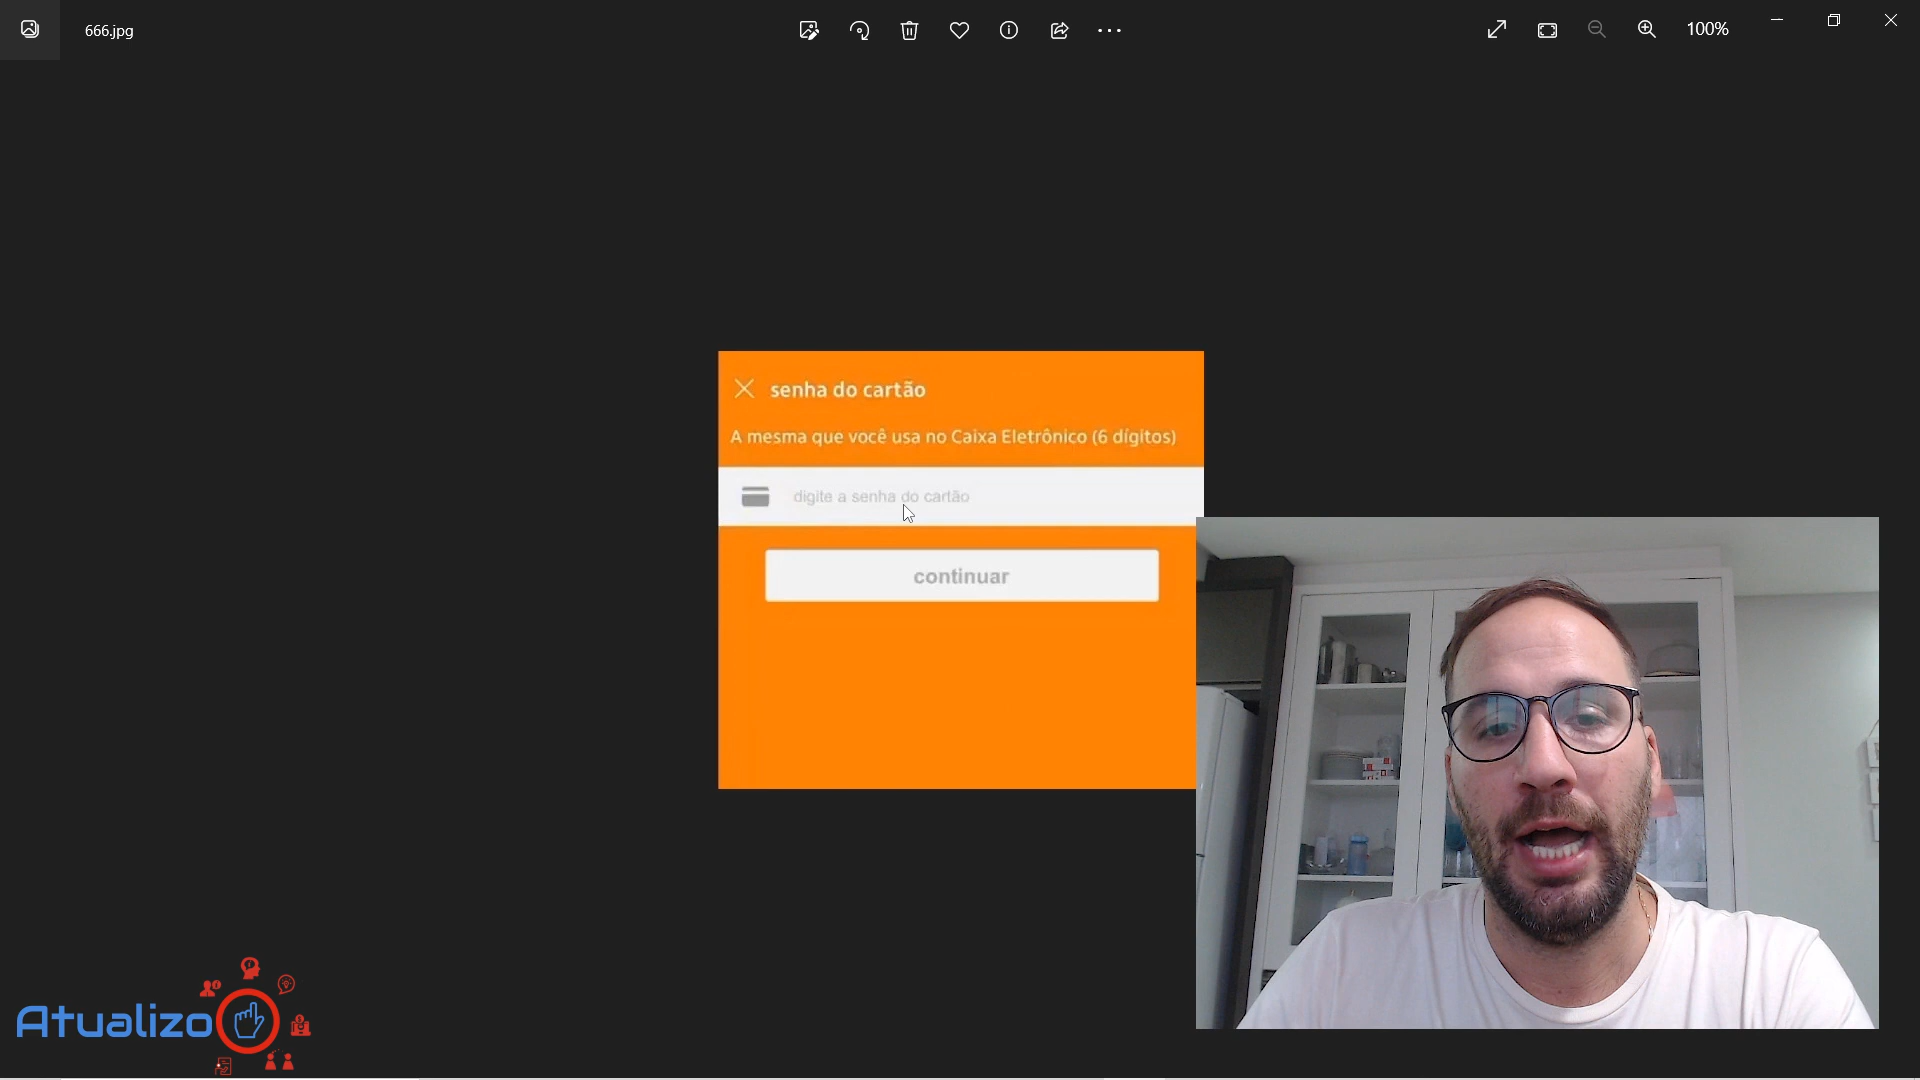 666.jpg
100%
senha do cartão
A mesma que você usa no Caixa Eletrônico (6 dígitos)
digite a senha do cartão
continuar
Atualizo